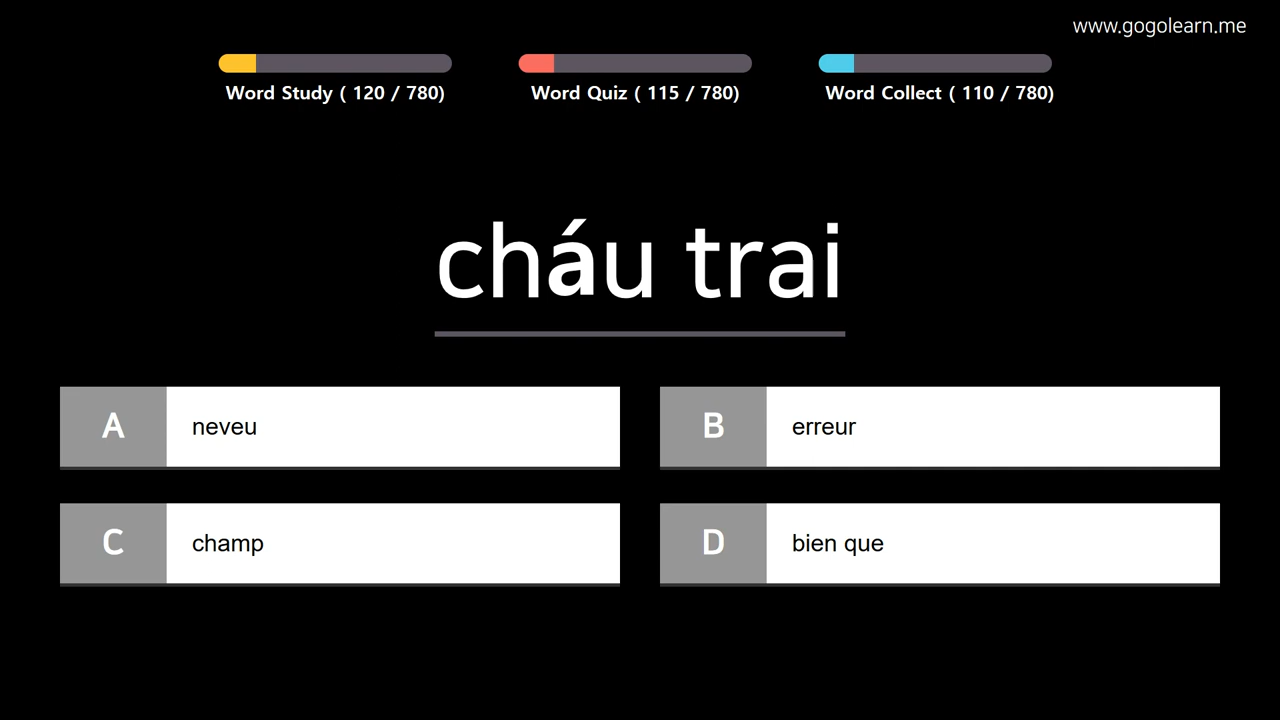 www.gogolearn.me
Word Study ( 120 / 780)
Word Quiz ( 115 / 780)
Word Collect ( 110 / 780)
cháu trai
A
neveu
B
erreur
C
champ
D
bien que